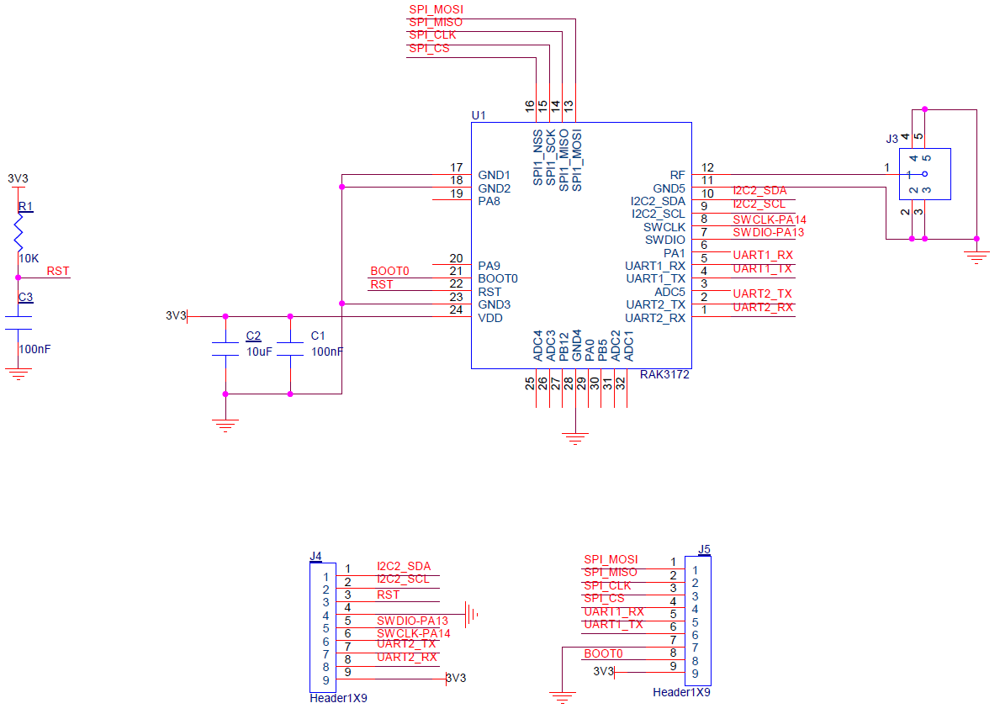 SPI_MOSI
SPI_MISO
SPI_CLK
SPI_CS
16 15 14 13
U1
SPI1_NSS
SPI1_SCK
SPI1_MISO
SPI1_MOSI
17 GND1
18 GND2
19 PA8
20 PA9
BOOT0 21 BOOT0
RST 22 RST
23 GND3
3V3 24 VDD
RF 12
GND5 11
I2C2_SDA 10 I2C2_SDA
I2C2_SCL 9 I2C2_SCL
SWCLK 8 SWCLK-PA14
SWDIO 7 SWDIO-PA13
PA1 6
UART1_RX 5 UART1_RX
UART1_TX 4 UART1_TX
ADC5 3
UART2_TX 2 UART2_TX
UART2_RX 1 UART2_RX
ADC4
ADC3
PB12
GND4
PA0
PB5
ADC2
ADC1
25 26 27 28 29 30 31 32
RAK3172
J3
4 5
4 5
1 1
2 3
2 3
3V3
R1
10K
RST
C3
100nF
C2
10uF
C1
100nF
J4
1 1 I2C2_SDA
2 2 I2C2_SCL
3 3 RST
4 4
5 5 SWDIO-PA13
6 6 SWCLK-PA14
7 7 UART2_TX
8 8 UART2_RX
9 9 3V3
Header1X9
J5
SPI_MOSI 1 1
SPI_MISO 2 2
SPI_CLK 3 3
SPI_CS 4 4
UART1_RX 5 5
UART1_TX 6 6
7 7
BOOT0 8 8
3V3 9 9
Header1X9